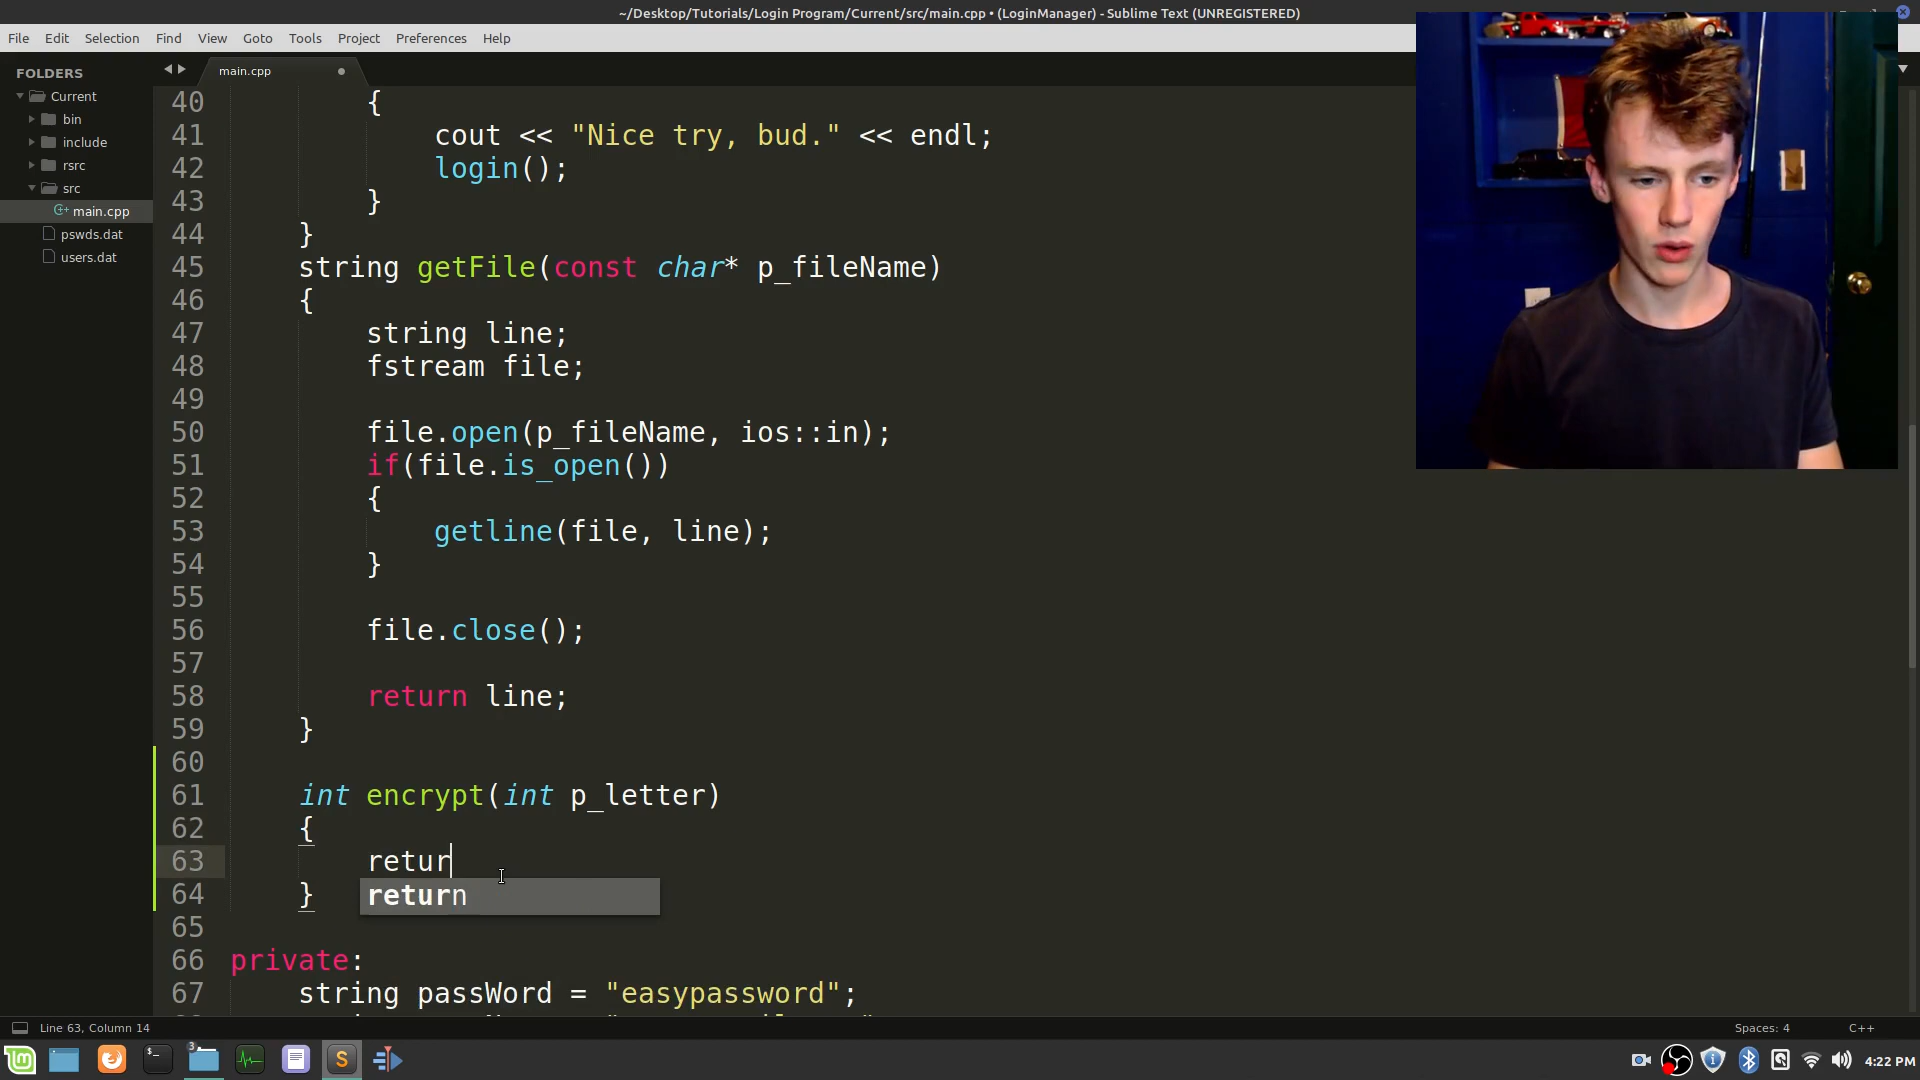 ~/Desktop/Tutorials/Login Program/Current/src/main.cpp • (LoginManager) - Sublime Text (UNREGISTERED)
File Edit Selection Find View Goto Tools Project Preferences Help
FOLDERS
Current
bin
include
rsrc
src
main.cpp
pswds.dat
users.dat
main.cpp
40 {
41 cout << "Nice try, bud." << endl;
42 login();
43 }
44 }
45 string getFile(const char* p_fileName)
46 {
47 string line;
48 fstream file;
49
50 file.open(p_fileName, ios::in);
51 if(file.is_open())
52 {
53 getline(file, line);
54 }
55
56 file.close();
57
58 return line;
59 }
60
61 int encrypt(int p_letter)
62 {
63 retur
64 }
return
65
66 private:
67 string passWord = "easypassword";
Line 63, Column 14
Spaces: 4
C++
3
4:22 PM